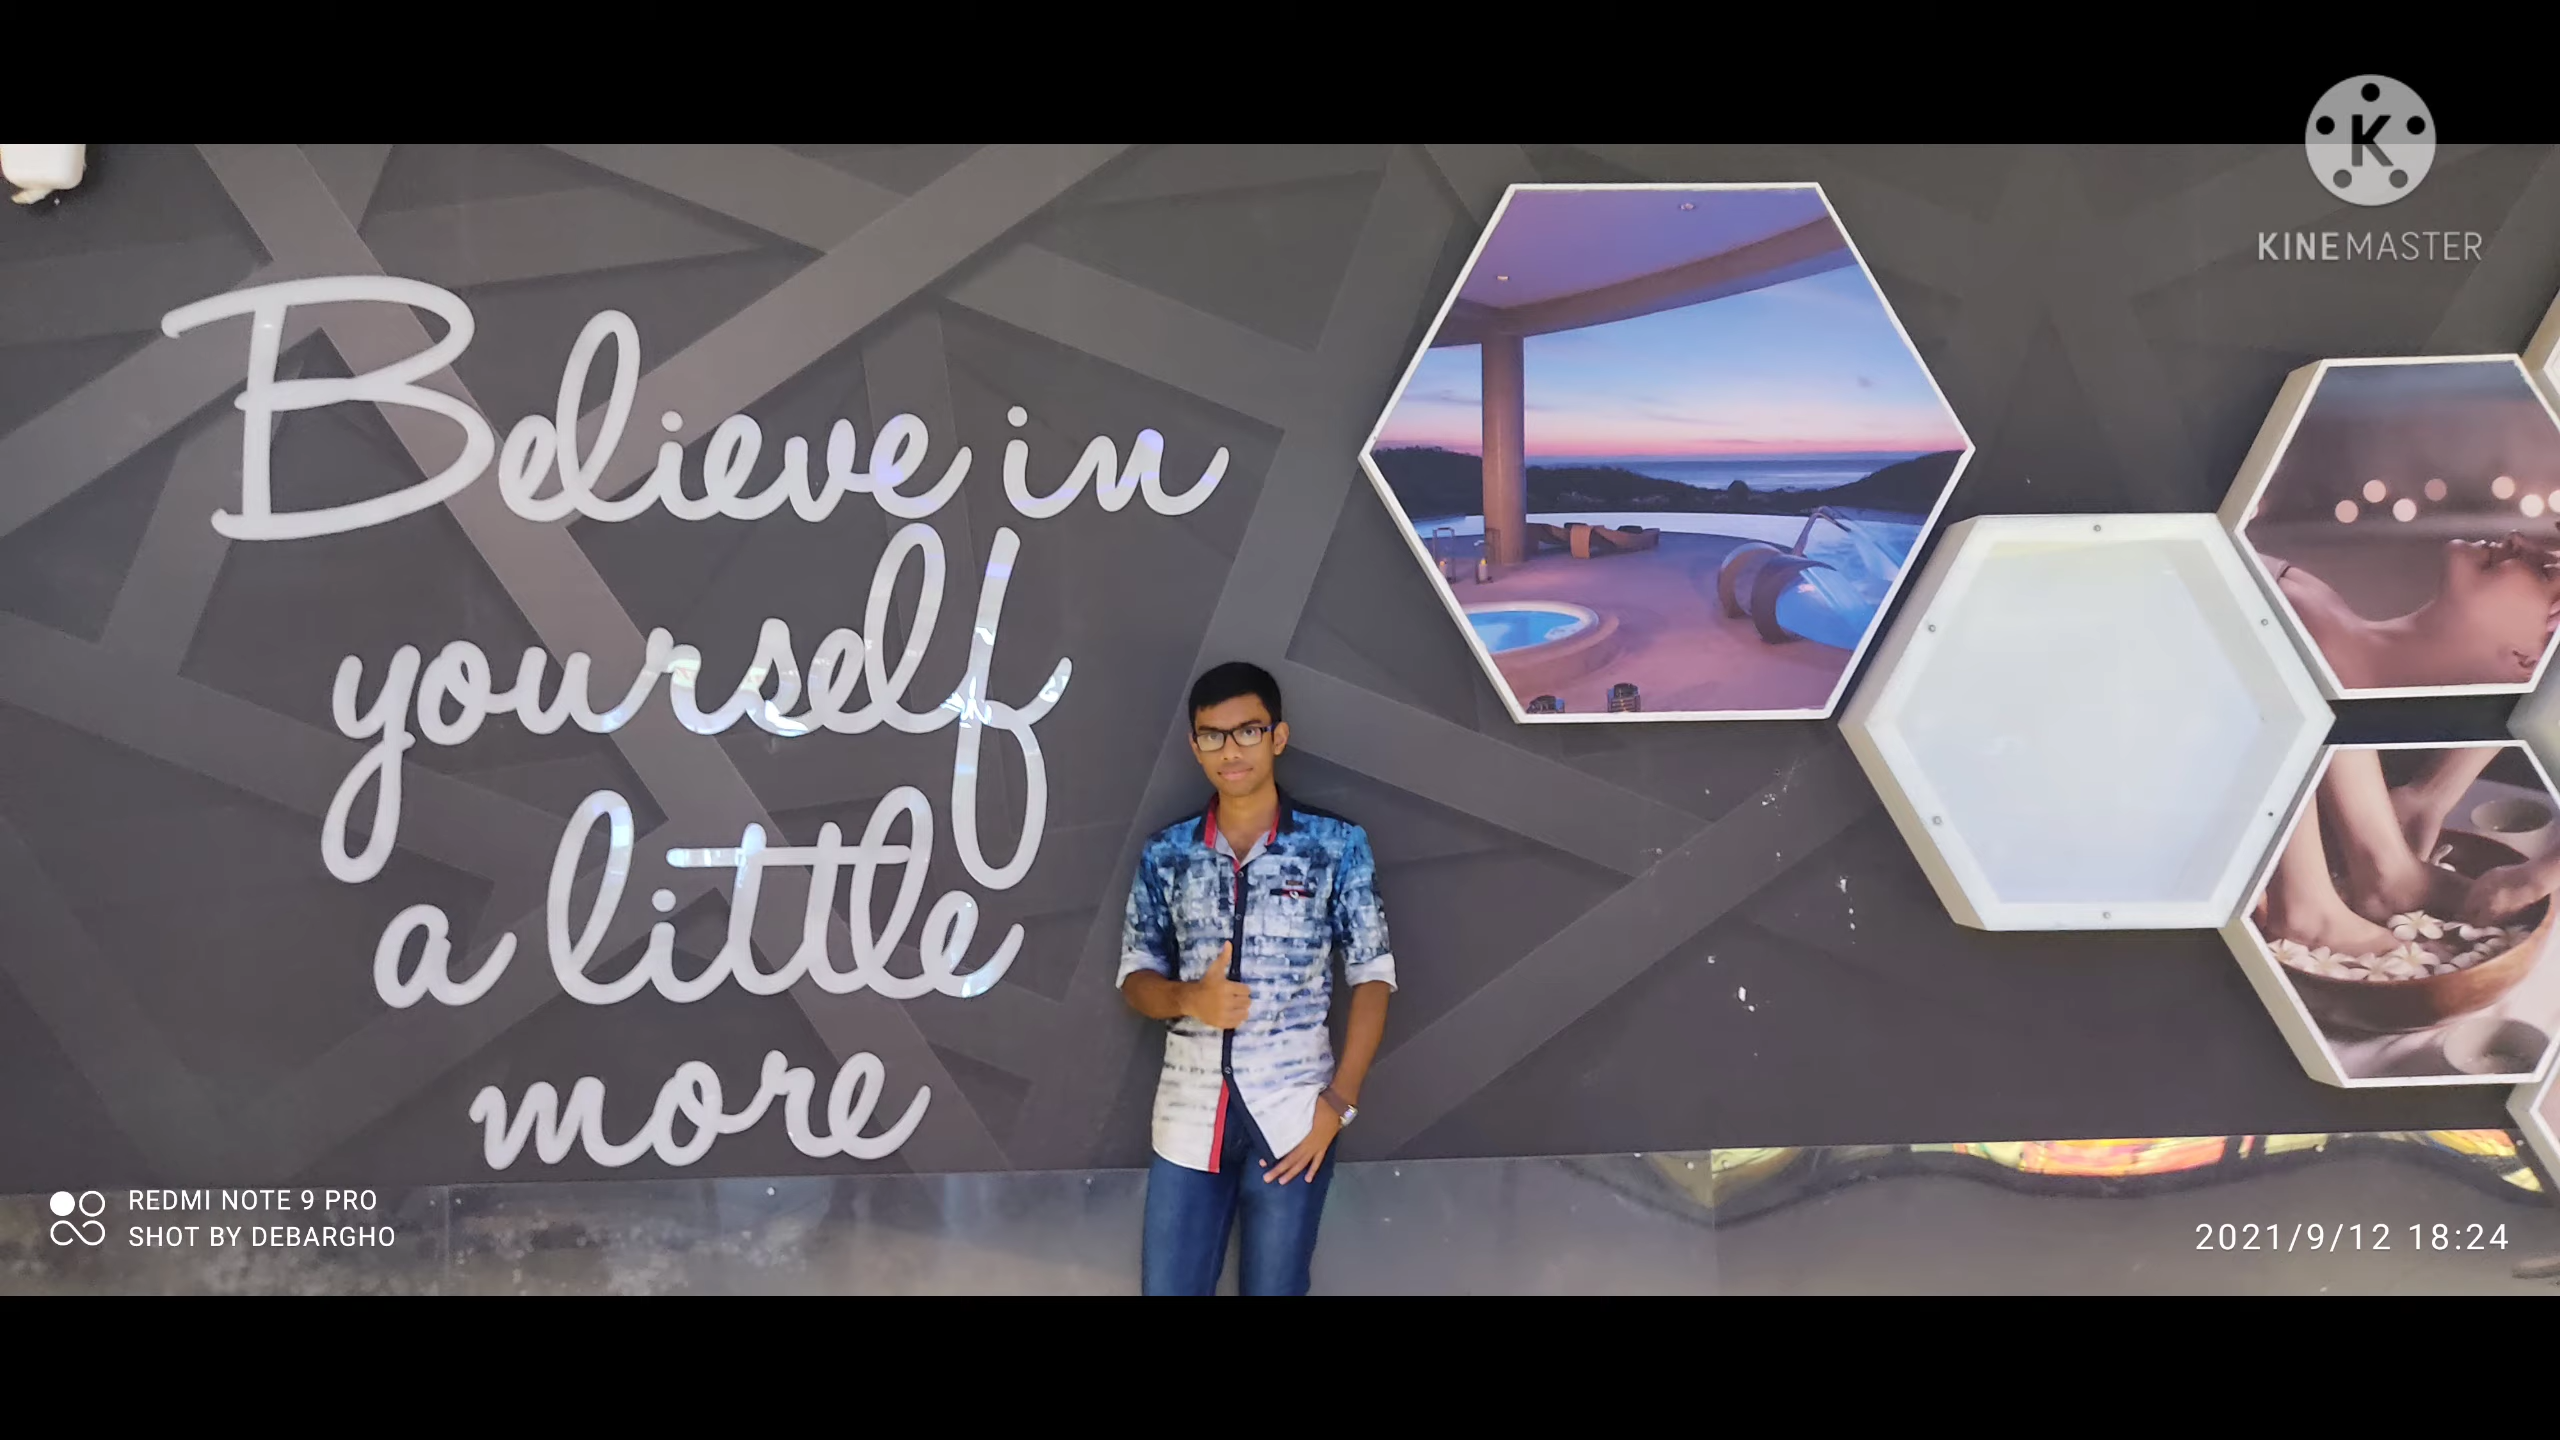 KINEMASTER
Believe in
yourself
a little
more
REDMI NOTE 9 PRO
SHOT BY DEBARGHO
2021/9/12 18:24